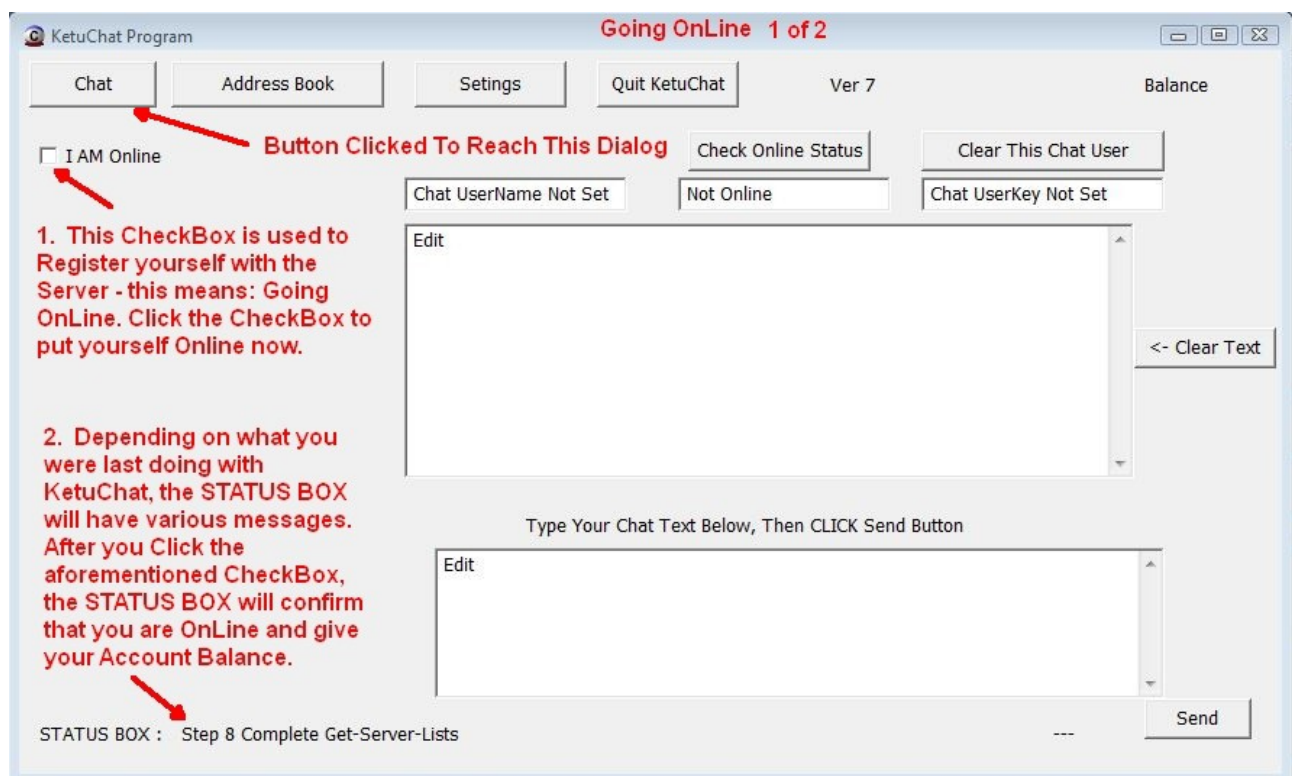 KetuChat Program
Going OnLine 1 of 2
Chat
Address Book
Setings
Quit KetuChat
Ver 7
Balance
Button Clicked To Reach This Dialog
I AM Online
Check Online Status
Clear This Chat User
Chat UserName Not Set
Not Online
Chat UserKey Not Set
1. This CheckBox is used to
Register yourself with the
Server - this means: Going
OnLine. Click the CheckBox to
put yourself Online now.
Edit
<- Clear Text
2. Depending on what you
were last doing with
KetuChat, the STATUS BOX
will have various messages.
After you Click the
aforementioned CheckBox,
the STATUS BOX will confirm
that you are OnLine and give
your Account Balance.
Type Your Chat Text Below, Then CLICK Send Button
Edit
Send
STATUS BOX : Step 8 Complete Get-Server-Lists
---